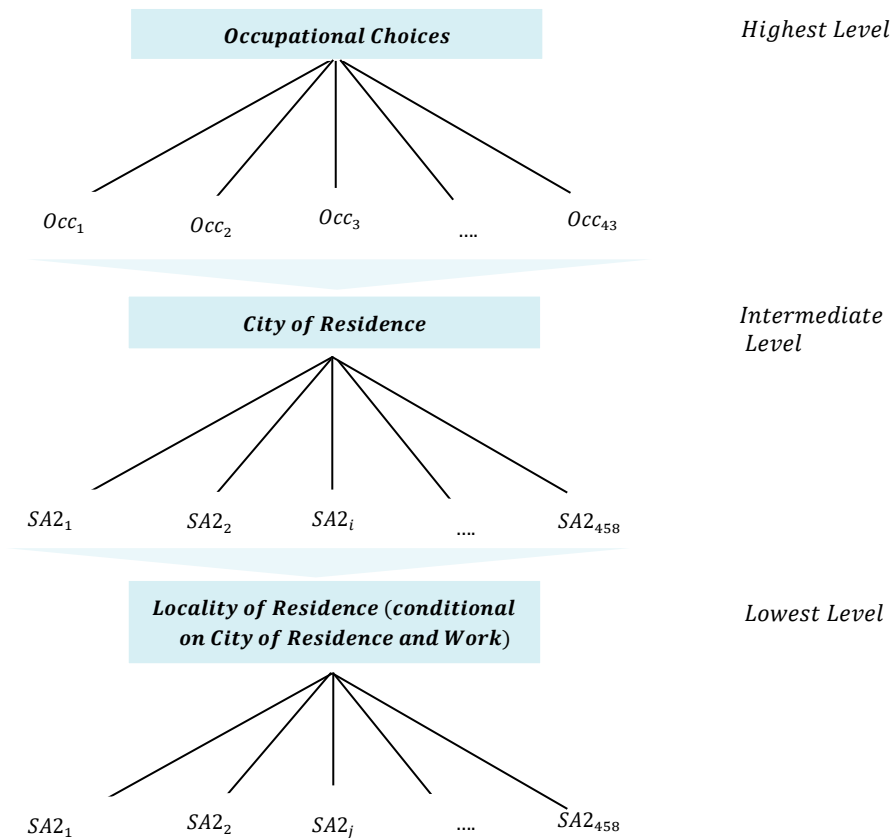 Occupational Choices
Highest Level
Occ₁
Occ₂
Occ₃
....
Occ₄₃
City of Residence
Intermediate
Level
SA2₁
SA2₂
SA2ᵢ
....
SA2₄₅₈
Locality of Residence (conditional
on City of Residence and Work)
Lowest Level
SA2₁
SA2₂
SA2ⱼ
....
SA2₄₅₈